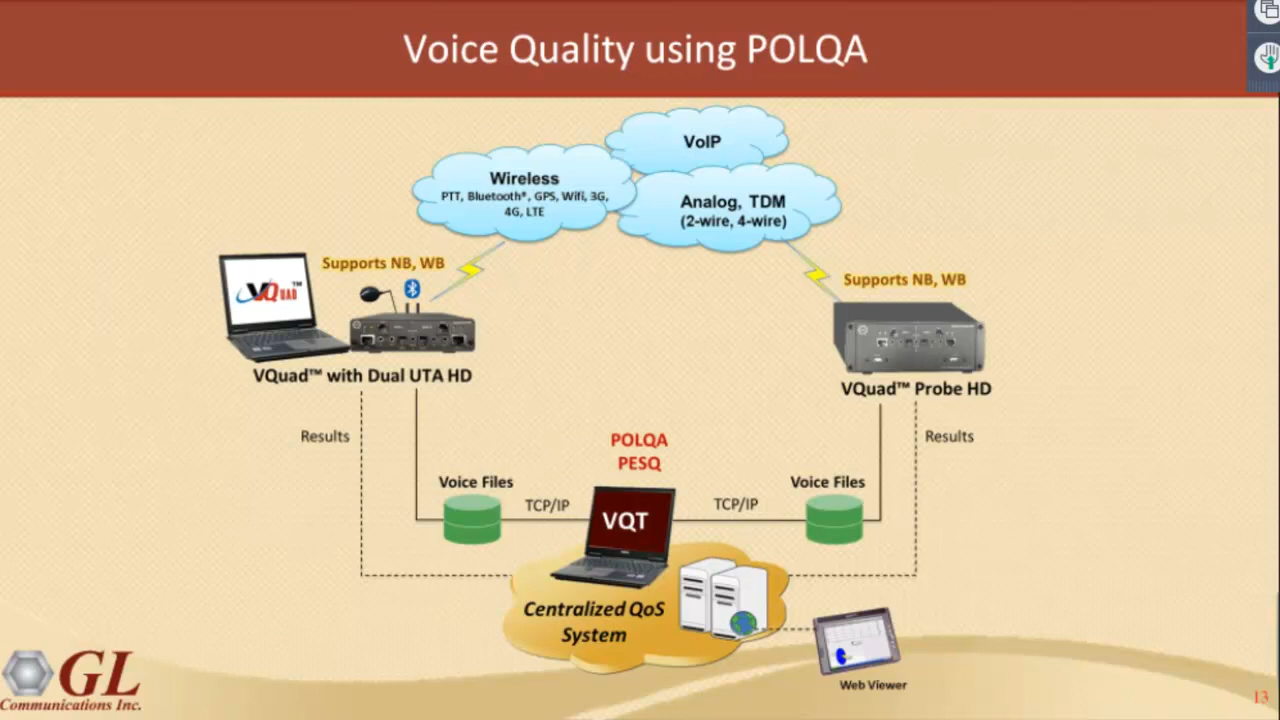 Voice Quality using POLQA
VoIP
Wireless
PTT, Bluetooth*, GPS, Wifi, 3G,
4G, LTE
Analog, TDM
(2-wire, 4-wire)
Supports NB, WB
Supports NB, WB
VQuad™
VQuad™ with Dual UTA HD
VQuad™ Probe HD
Results
Results
POLQA
PESQ
Voice Files
Voice Files
TCP/IP
TCP/IP
VQT
Centralized QoS
System
Web Viewer
GL
Communications Inc.
13